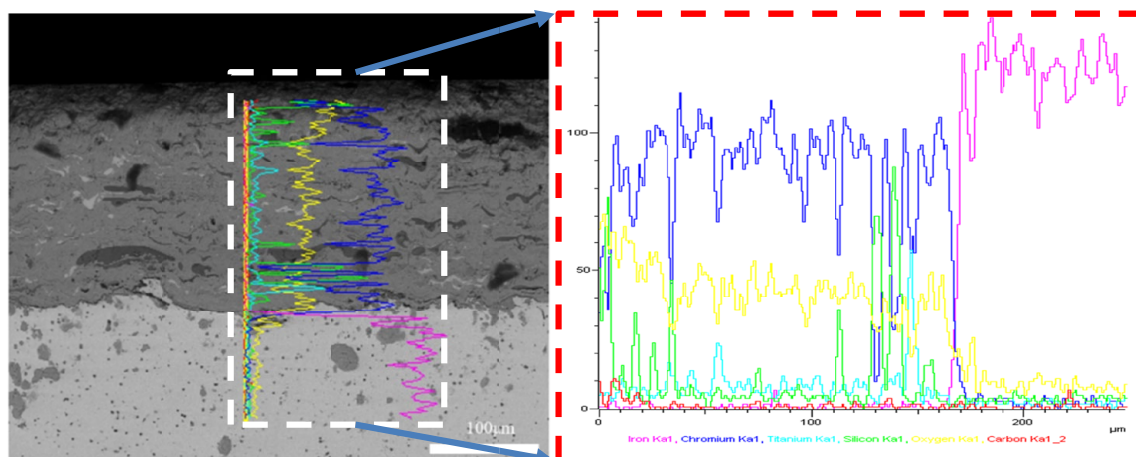 100µm
100
50
0
0
100
200
µm
Iron Ka1, Chromium Ka1, Titanium Ka1, Silicon Ka1, Oxygen Ka1, Carbon Ka1_2